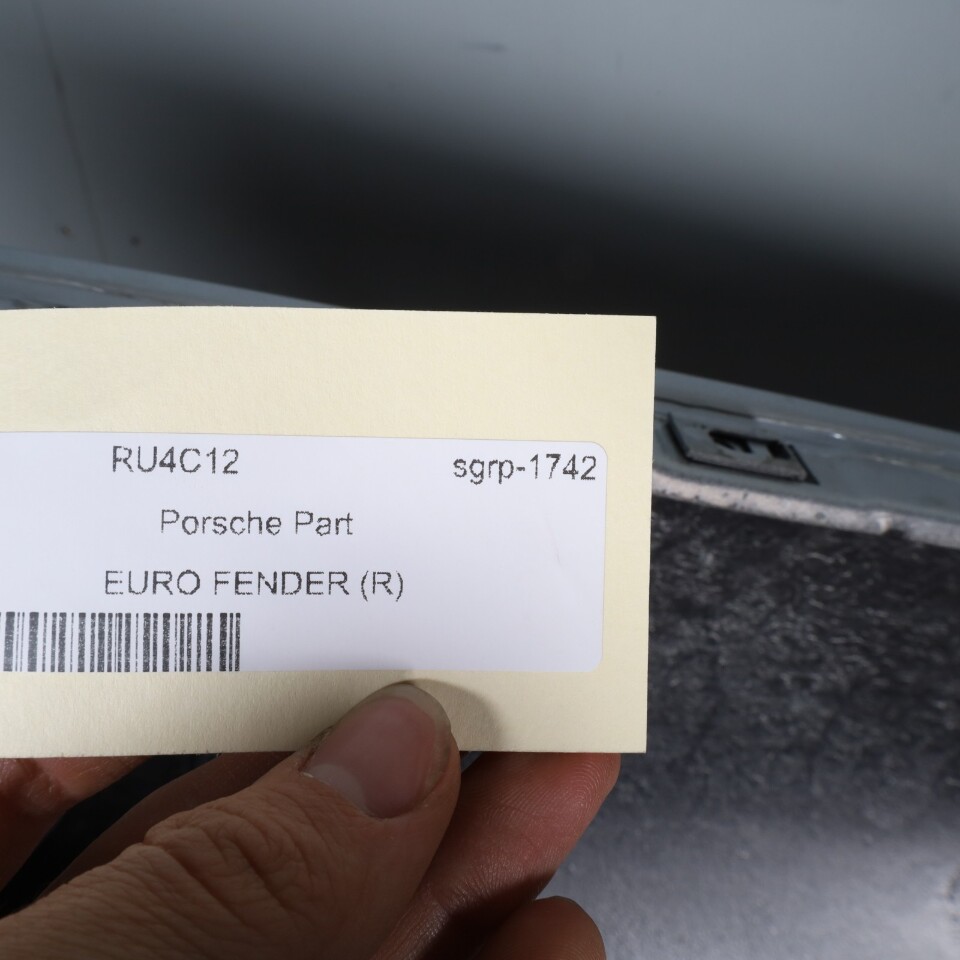 RU4C12 sgrp-1742
Porsche Part
EURO FENDER (R)